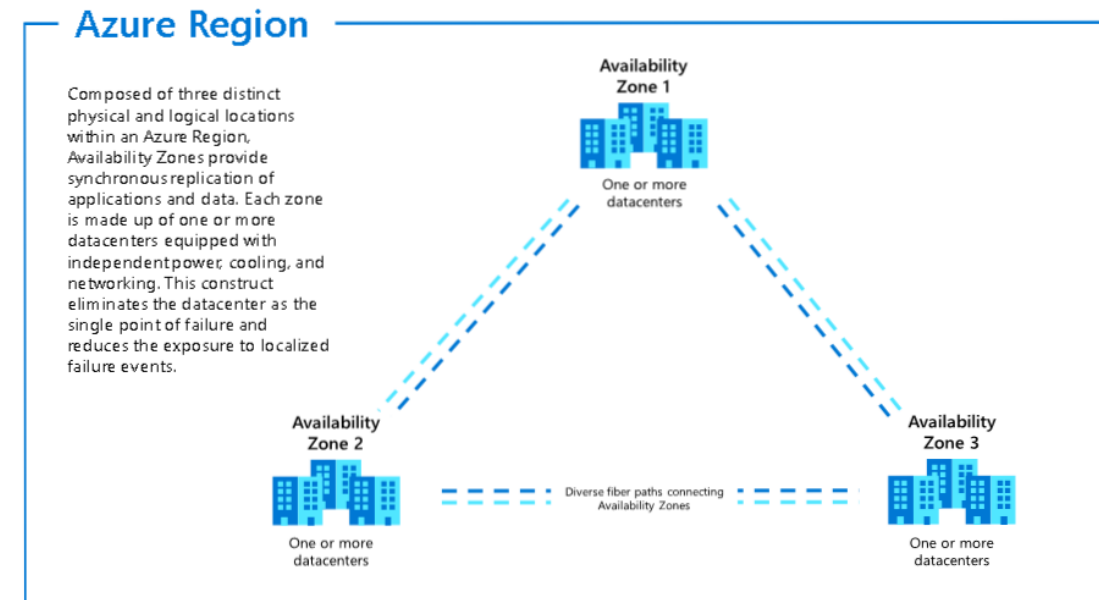 Azure Region
Composed of three distinct
physical and logical locations
within an Azure Region,
Availability Zones provide
synchronous replication of
applications and data. Each zone
is made up of one or more
datacenters equipped with
independent power, cooling, and
networking. This construct
eliminates the datacenter as the
single point of failure and
reduces the exposure to localized
failure events.
Availability
Zone 1
One or more
datacenters
Availability
Zone 2
One or more
datacenters
Diverse fiber paths connecting
Availability Zones
Availability
Zone 3
One or more
datacenters